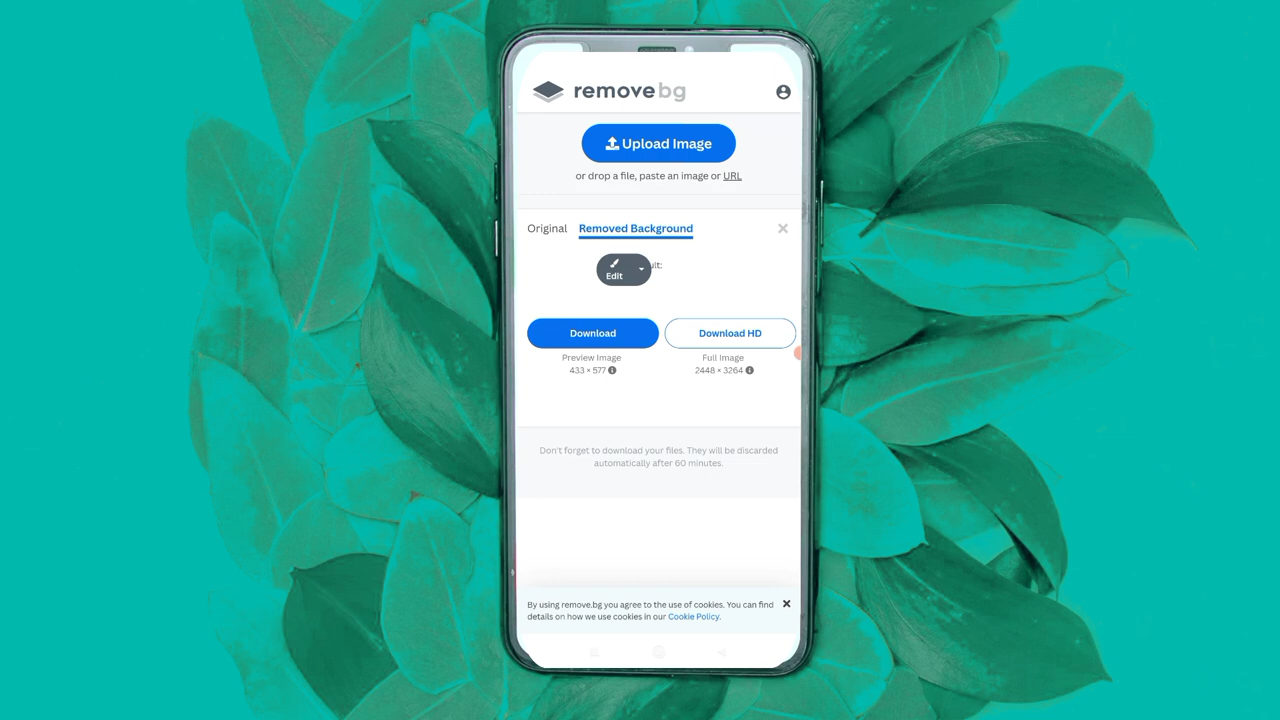 removebg
Upload Image
or drop a file, paste an image or URL
Original Removed Background
Edit ult:
Download Download HD
Preview Image Full Image
433 × 577 2448 × 3264
Don't forget to download your files. They will be discarded
automatically after 60 minutes.
By using remove.bg you agree to the use of cookies. You can find
details on how we use cookies in our Cookie Policy.